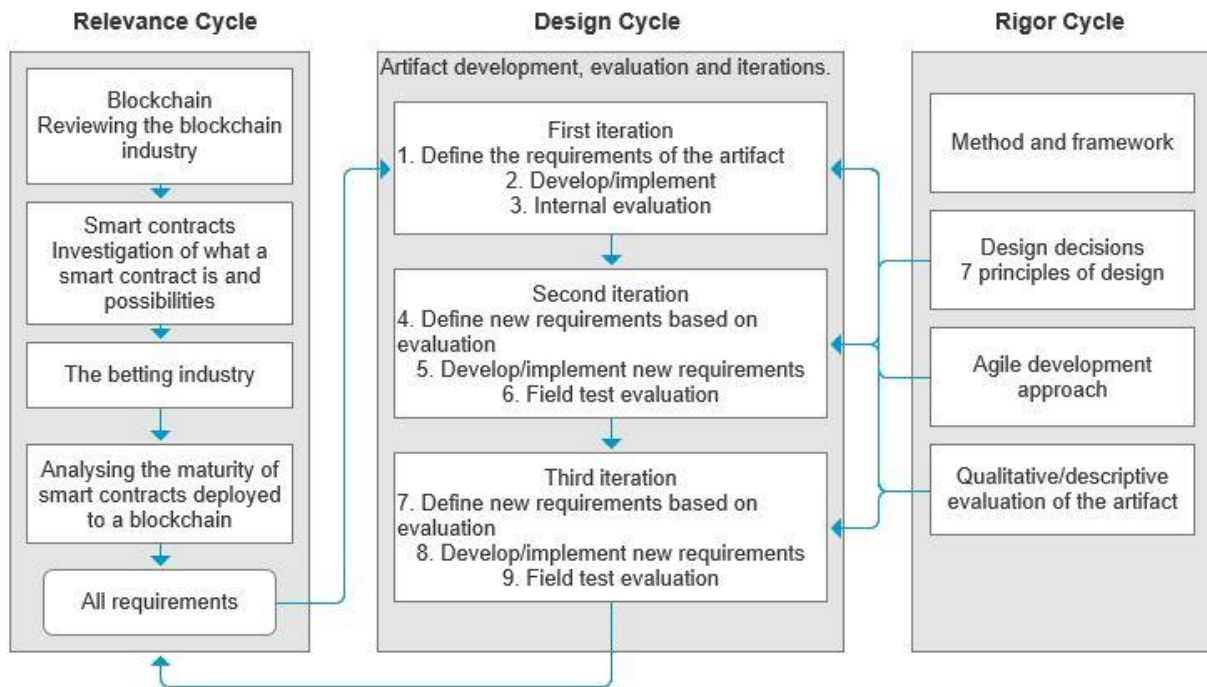 Relevance Cycle
Blockchain
Reviewing the blockchain
industry
Smart contracts
Investigation of what a
smart contract is and
possibilities
The betting industry
Analysing the maturity of
smart contracts deployed
to a blockchain
All requirements
Design Cycle
Artifact development, evaluation and iterations.
First iteration
1. Define the requirements of the artifact
2. Develop/implement
3. Internal evaluation
Second iteration
4. Define new requirements based on
evaluation
5. Develop/implement new requirements
6. Field test evaluation
Third iteration
7. Define new requirements based on
evaluation
8. Develop/implement new requirements
9. Field test evaluation
Rigor Cycle
Method and framework
Design decisions
7 principles of design
Agile development
approach
Qualitative/descriptive
evaluation of the artifact